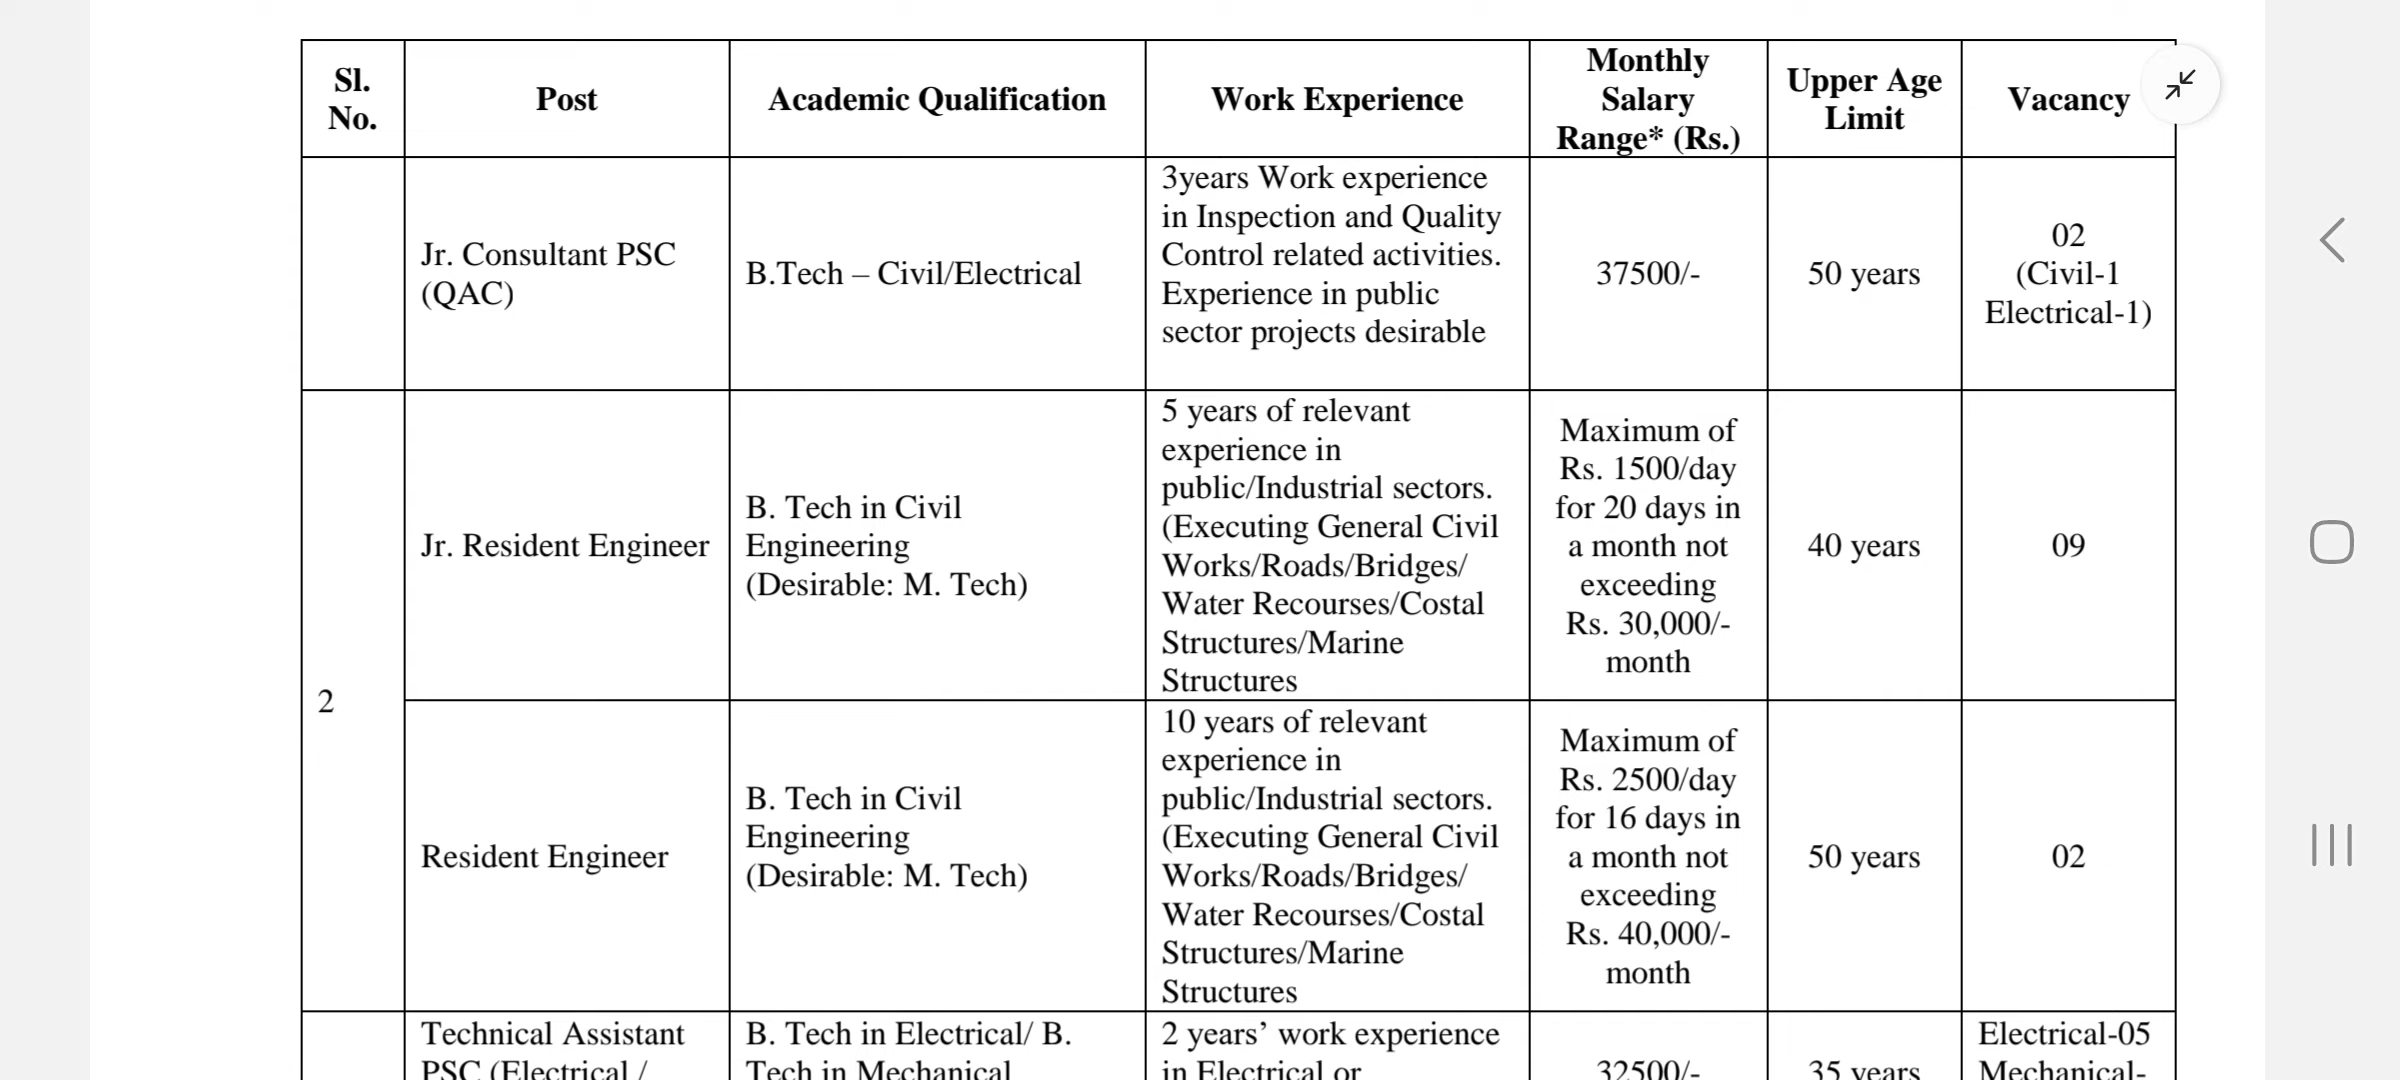 Sl.
No.
Post
Academic Qualification
Work Experience
Monthly
Salary
Range* (Rs.)
Upper Age
Limit
Vacancy
Jr. Consultant PSC
(QAC)
B.Tech – Civil/Electrical
3years Work experience
in Inspection and Quality
Control related activities.
Experience in public
sector projects desirable
37500/-
50 years
02
(Civil-1
Electrical-1)
2
Jr. Resident Engineer
B. Tech in Civil
Engineering
(Desirable: M. Tech)
5 years of relevant
experience in
public/Industrial sectors.
(Executing General Civil
Works/Roads/Bridges/
Water Recourses/Costal
Structures/Marine
Structures
Maximum of
Rs. 1500/day
for 20 days in
a month not
exceeding
Rs. 30,000/-
month
40 years
09
Resident Engineer
B. Tech in Civil
Engineering
(Desirable: M. Tech)
10 years of relevant
experience in
public/Industrial sectors.
(Executing General Civil
Works/Roads/Bridges/
Water Recourses/Costal
Structures/Marine
Structures
Maximum of
Rs. 2500/day
for 16 days in
a month not
exceeding
Rs. 40,000/-
month
50 years
02
Technical Assistant
PSC (Electrical /
B. Tech in Electrical/ B.
Tech in Mechanical
2 years’ work experience
in Electrical or
32500/-
35 years
Electrical-05
Mechanical-